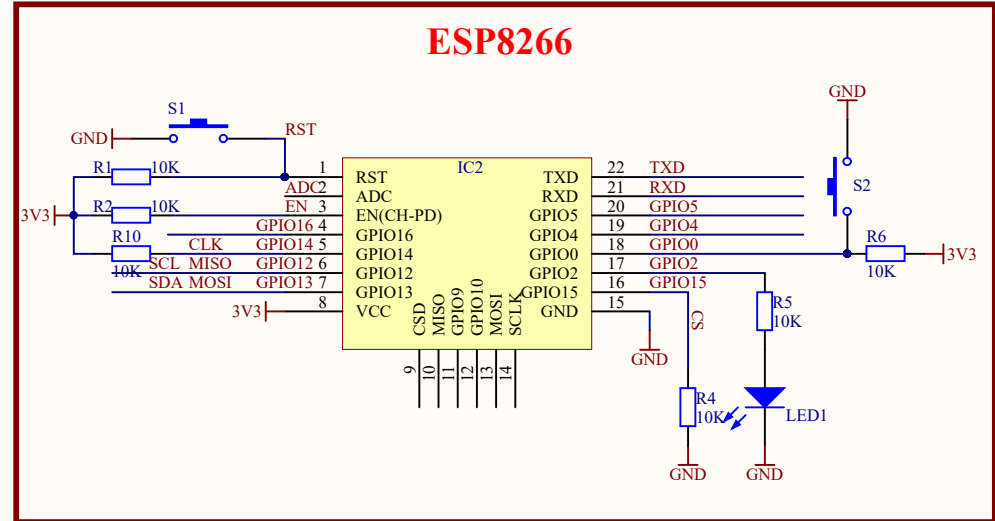 ESP8266
S1
GND
RST
R1
10K
R2
10K
3V3
R10
10K
ADC
EN
GPIO16
CLK
GPIO14
SCL MISO
GPIO12
SDA MOSI
GPIO13
3V3
1
2
3
4
5
6
7
8
IC2
RST
ADC
EN(CH-PD)
GPIO16
GPIO14
GPIO12
GPIO13
VCC
TXD
RXD
GPIO5
GPIO4
GPIO0
GPIO2
GPIO15
GND
CSD
MISO
GPIO9
GPIO10
MOSI
SCLK
9
10
11
12
13
14
22
21
20
19
18
17
16
15
TXD
RXD
GPIO5
GPIO4
GPIO0
GPIO2
GPIO15
CS
GND
GND
S2
R6
10K
3V3
R5
10K
R4
10K
LED1
GND
GND